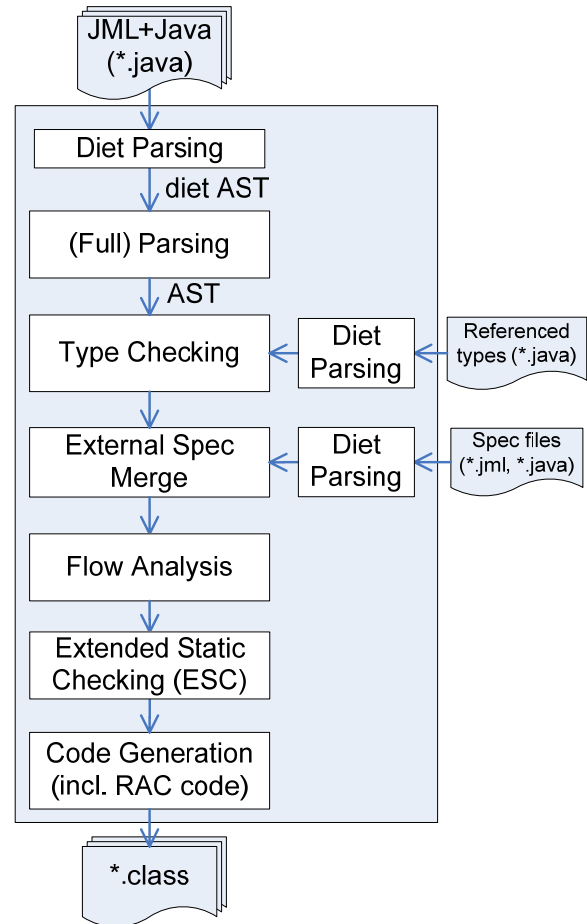 JML+Java
(*.java)
Diet Parsing
diet AST
(Full) Parsing
AST
Type Checking
Diet
Parsing
Referenced
types (*.java)
External Spec
Merge
Diet
Parsing
Spec files
(*.jml, *.java)
Flow Analysis
Extended Static
Checking (ESC)
Code Generation
(incl. RAC code)
*.class